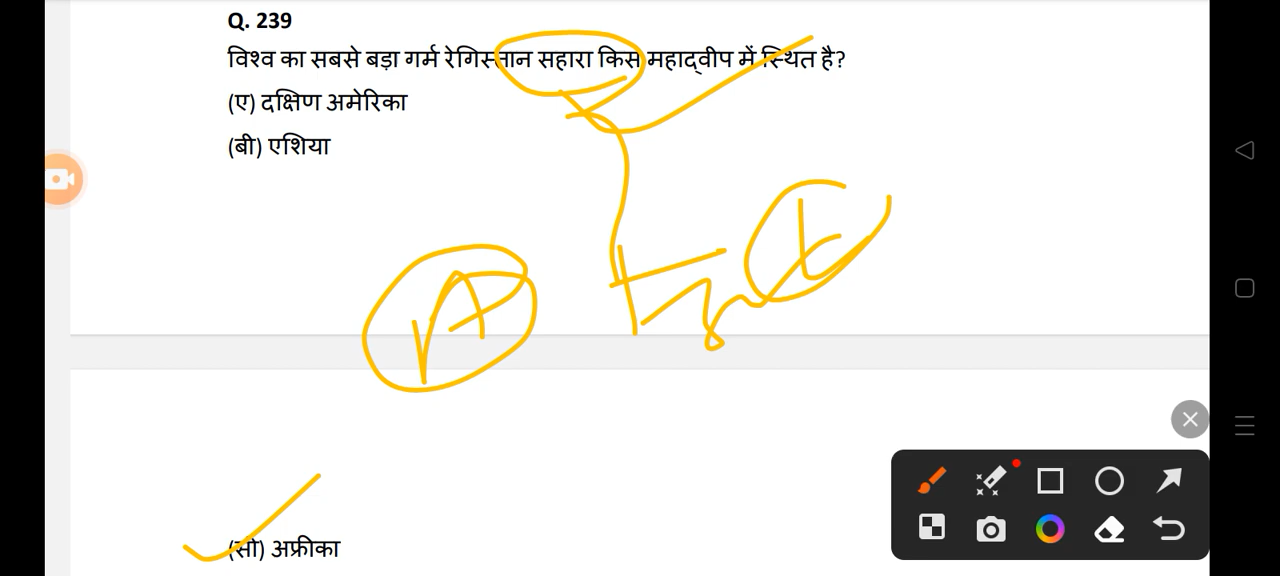 Q. 239
विश्व का सबसे बड़ा गर्म रेगिस्तान सहारा किस महाद्वीप में स्थित है?
(ए) दक्षिण अमेरिका
(बी) एशिया
(सी) अफ्रीका